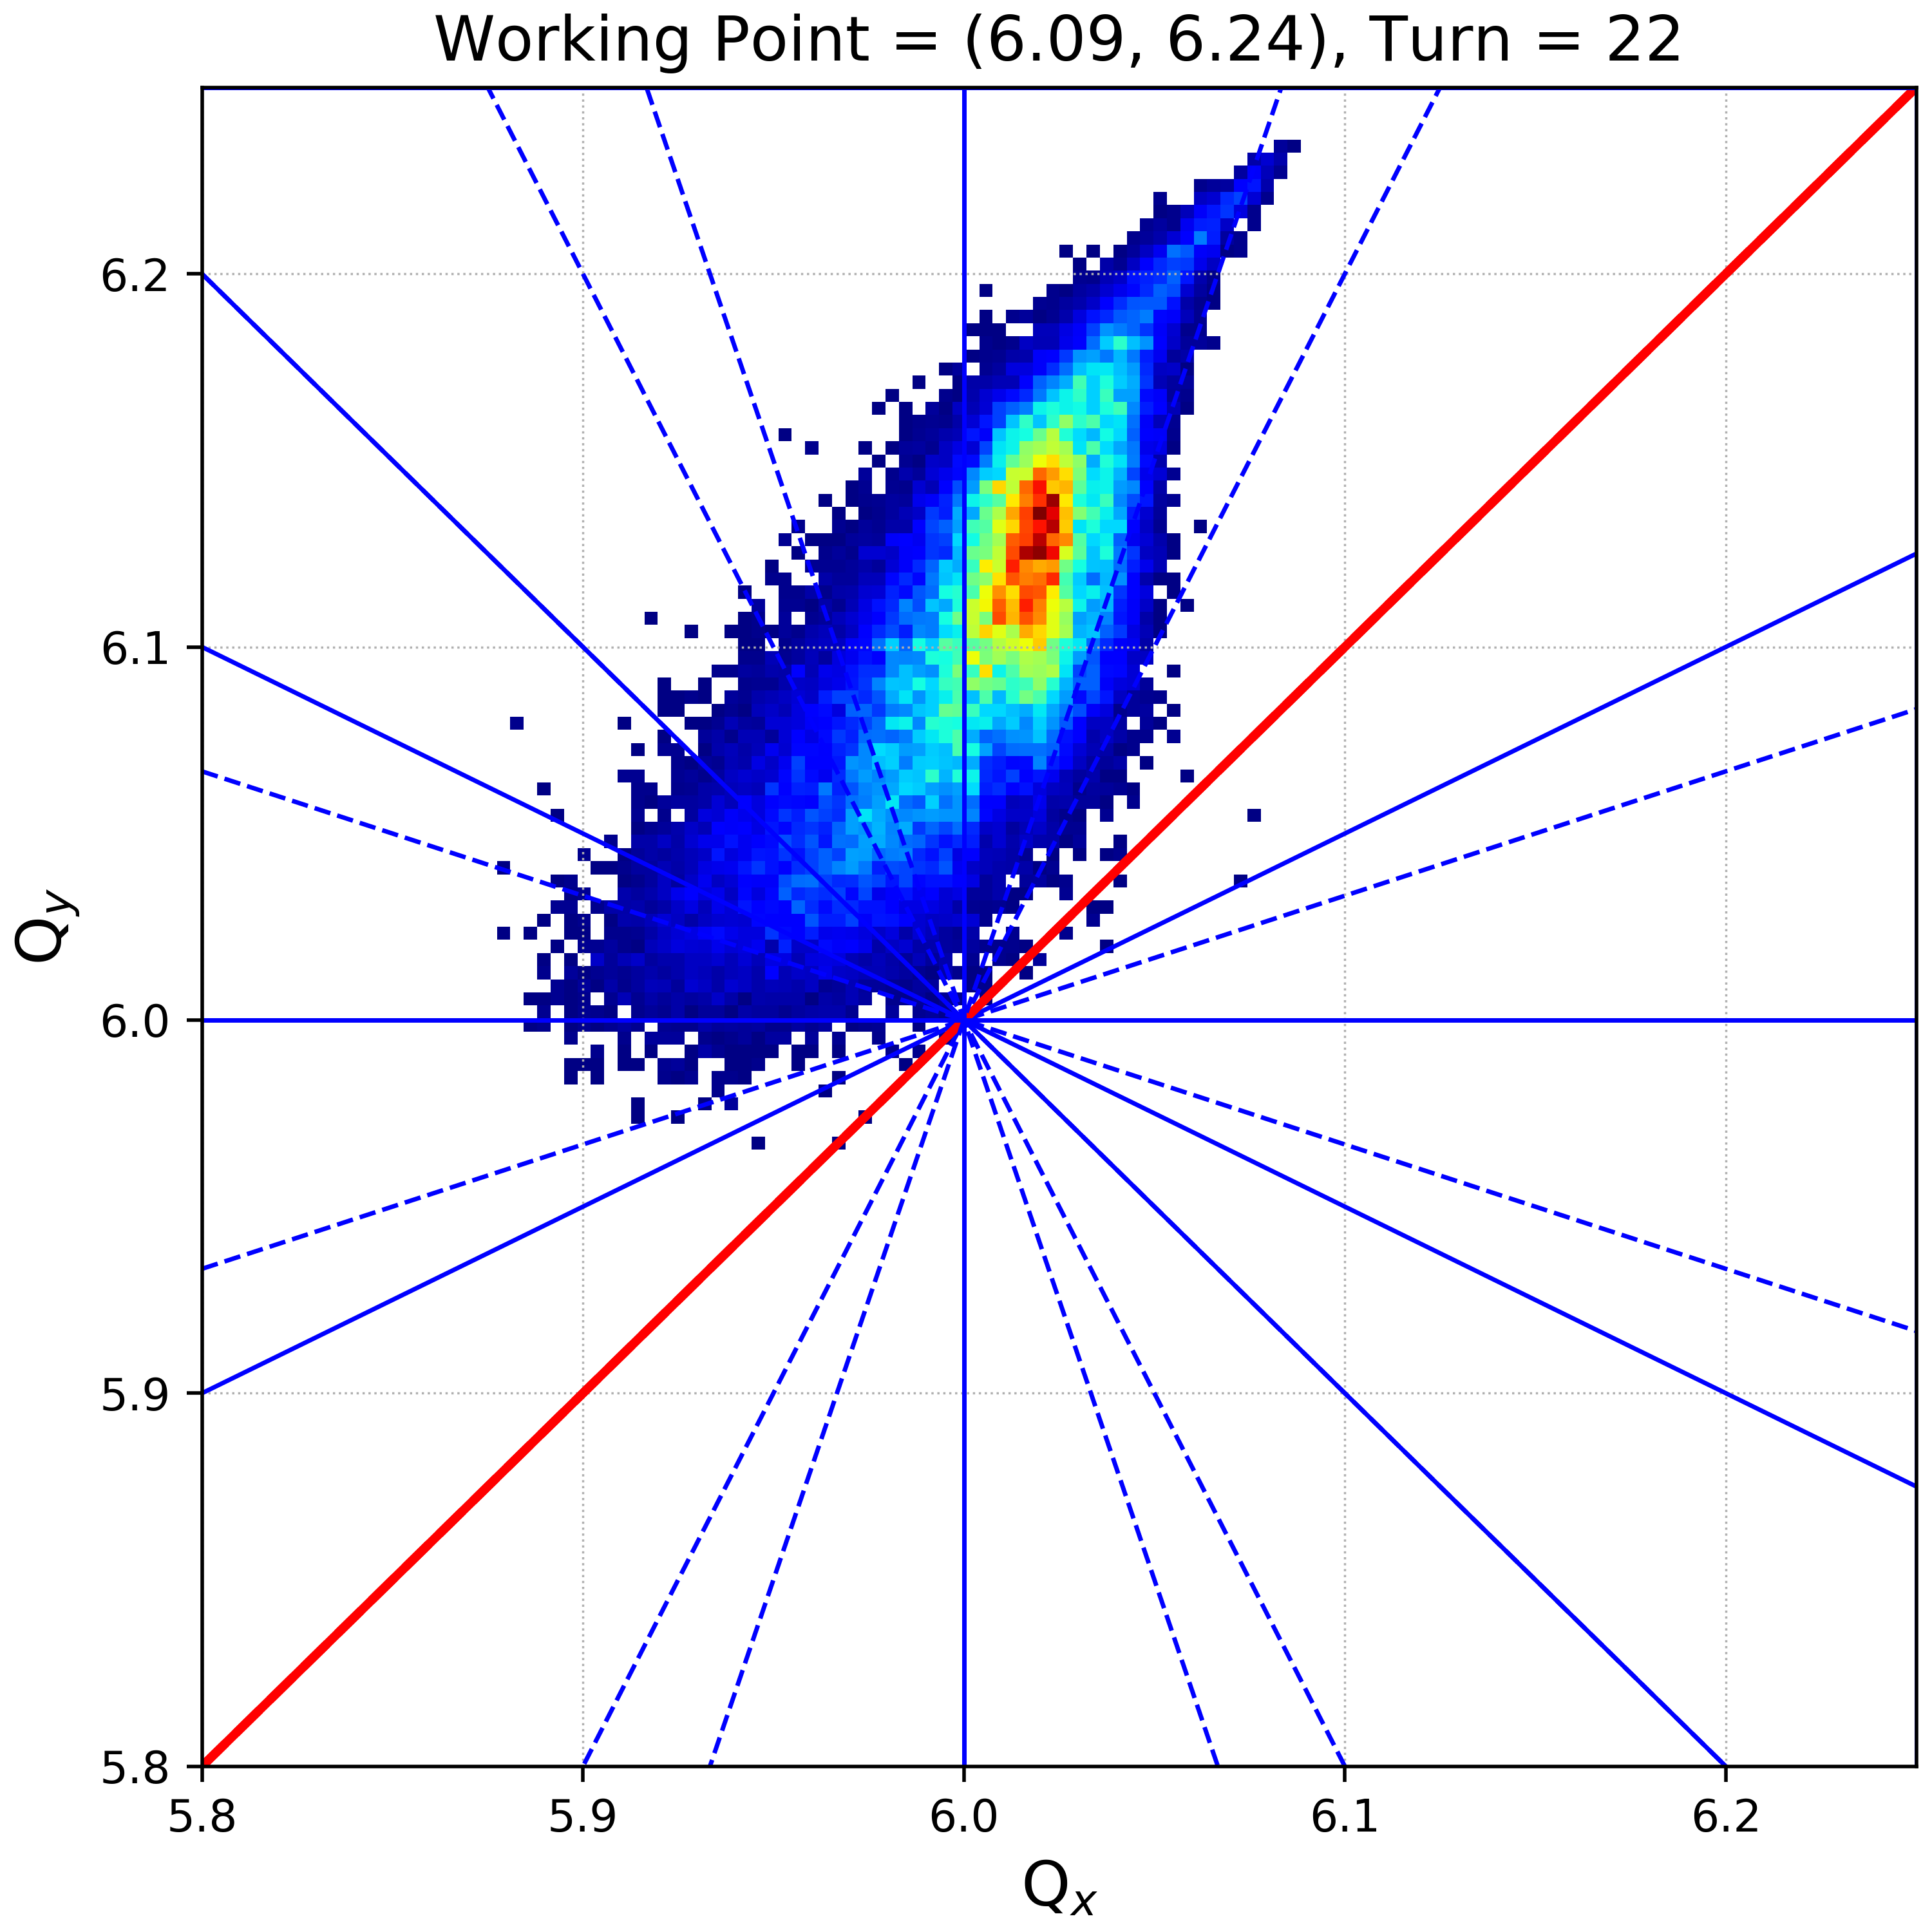 Working Point = (6.09, 6.24), Turn = 22
6.2
6.1
6.0
5.9
5.8
Qy
5.8 5.9 6.0 6.1 6.2
Qx